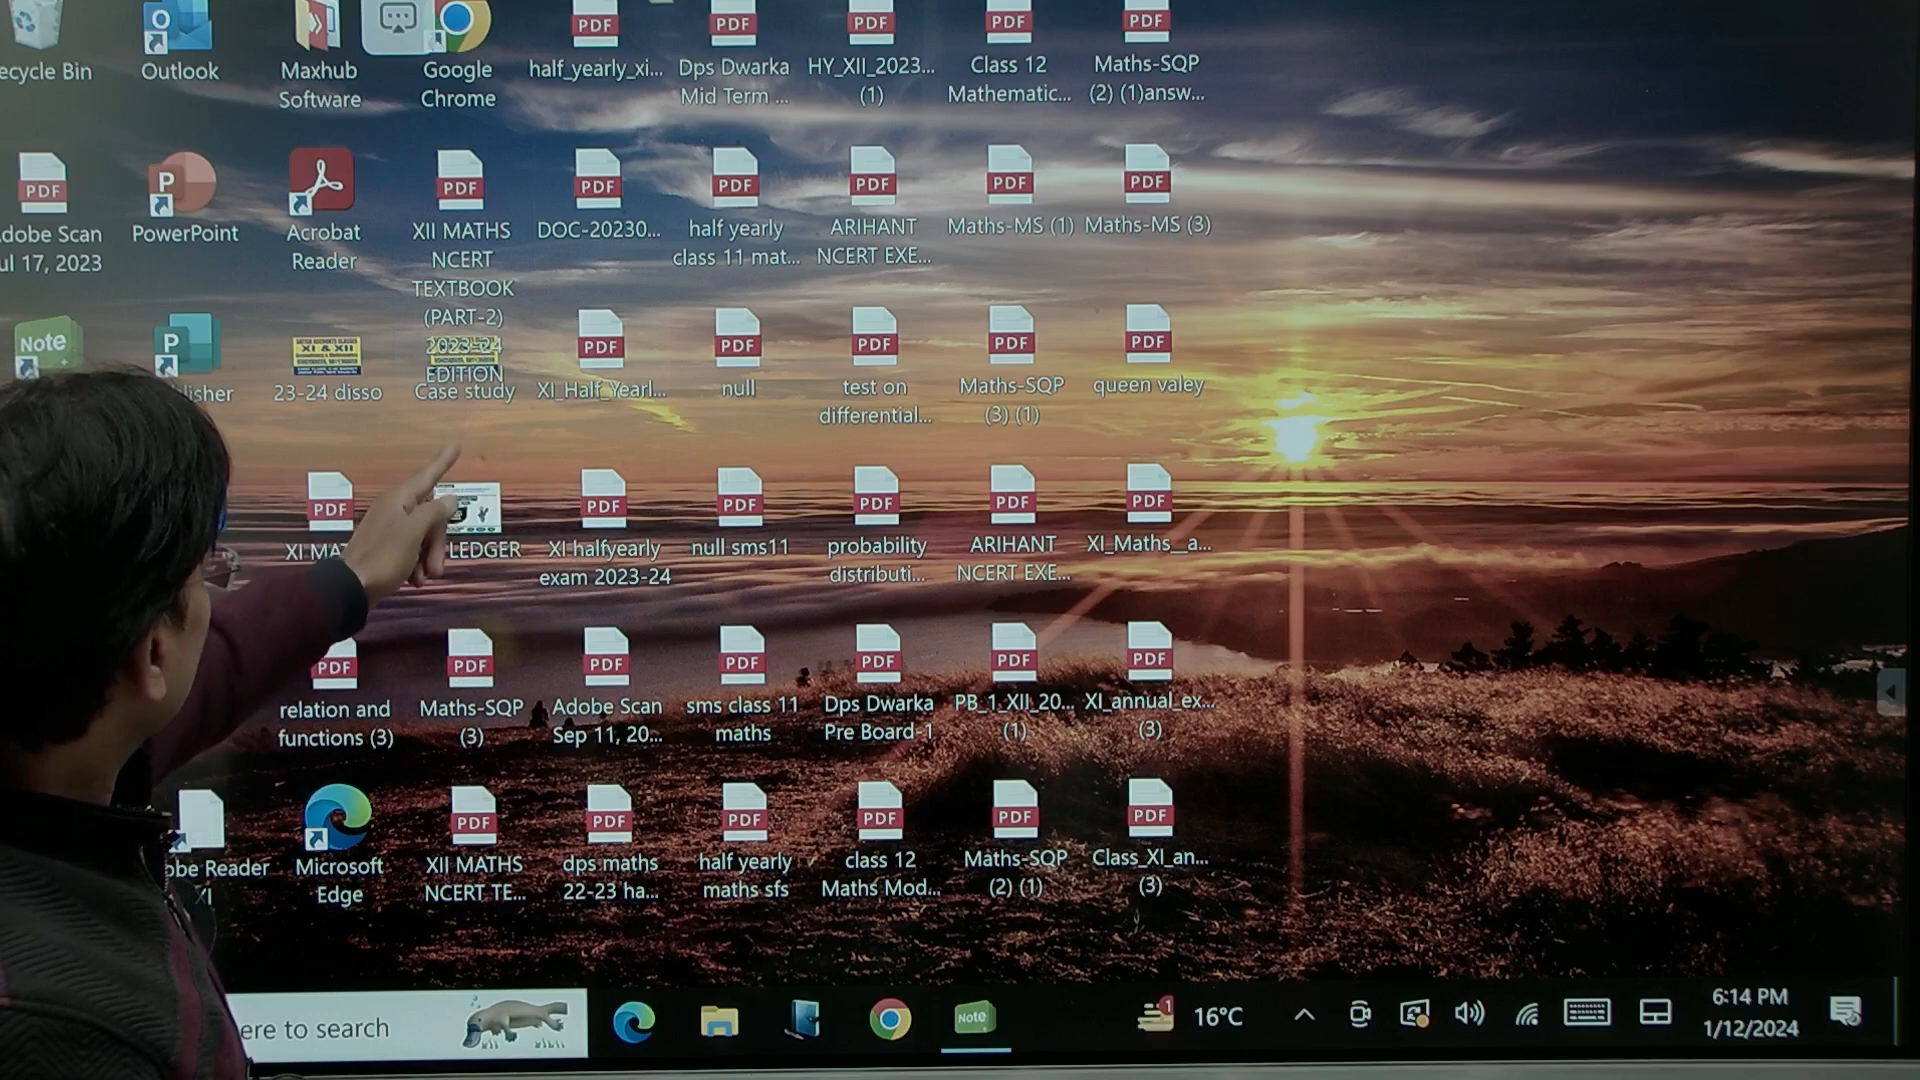 ecycle Bin
Outlook
Maxhub
Software
Google
Chrome
PDF
half_yearly_xi...
PDF
Dps Dwarka
Mid Term ...
PDF
HY_XII_2023...
(1)
PDF
Class 12
Mathematic...
PDF
Maths-SQP
(2) (1)answ...
PDF
dobe Scan
ul 17, 2023
PowerPoint
Acrobat
Reader
PDF
XII MATHS
NCERT
TEXTBOOK
(PART-2)
2023-24
EDITION
PDF
DOC-20230...
PDF
half yearly
class 11 mat...
PDF
ARIHANT
NCERT EXE...
PDF
Maths-MS (1)
PDF
Maths-MS (3)
Note
P
lisher
XI & XII
23-24 disso
Case study
PDF
XI_Half_Yearl...
PDF
null
PDF
test on
differential...
PDF
Maths-SQP
(3) (1)
PDF
queen valey
PDF
XI MA
LEDGER
PDF
XI halfyearly
exam 2023-24
PDF
null sms11
PDF
probability
distributi...
PDF
ARIHANT
NCERT EXE...
PDF
XI_Maths__a...
PDF
relation and
functions (3)
PDF
Maths-SQP
(3)
PDF
Adobe Scan
Sep 11, 20...
PDF
sms class 11
maths
PDF
Dps Dwarka
Pre Board-1
PDF
PB_1_XII_20...
(1)
PDF
XI_annual_ex...
(3)
obe Reader
XI
Microsoft
Edge
PDF
XII MATHS
NCERT TE...
PDF
dps maths
22-23 ha...
PDF
half yearly
maths sfs
PDF
class 12
Maths Mod...
PDF
Maths-SQP
(2) (1)
PDF
Class_XI_an...
(3)
ere to search
Note
1
16°C
6:14 PM
1/12/2024